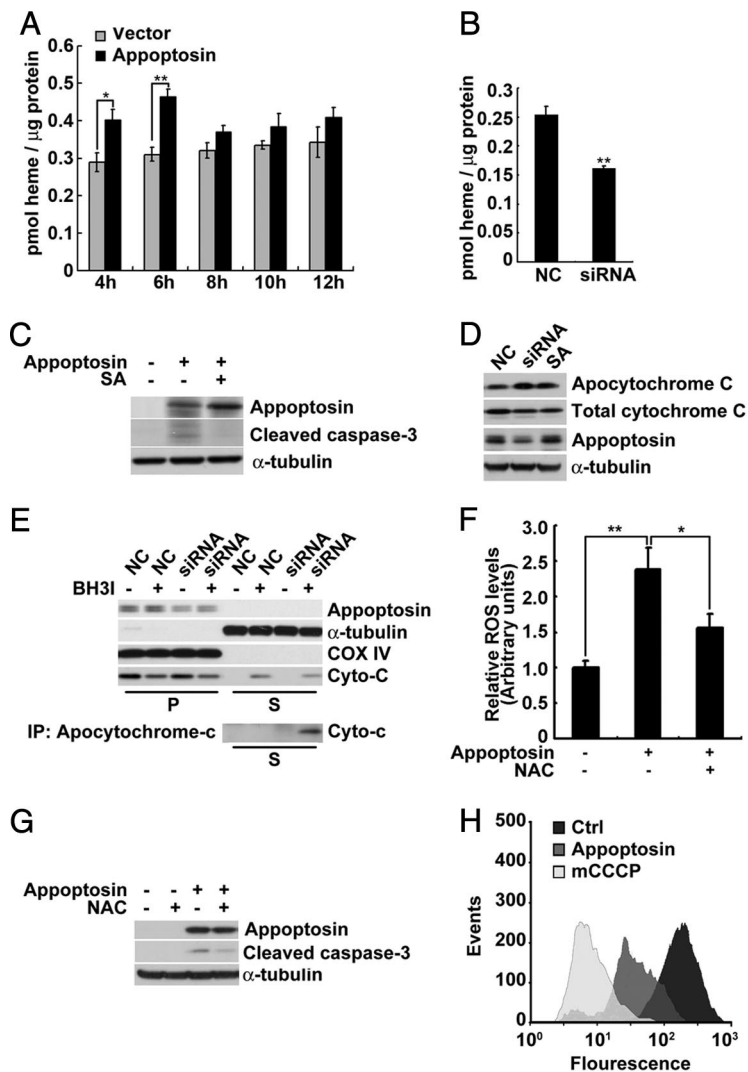 A
Vector
Appoptosin
pmol heme / μg protein
0.6
0.5
0.4
0.3
0.2
0.1
0
*
**
4h 6h 8h 10h 12h
B
pmol heme / μg protein
0.3
0.25
0.2
0.15
0.1
0.05
0
**
NC siRNA
C
Appoptosin - + +
SA - - +
Appoptosin
Cleaved caspase-3
α-tubulin
D
NC siRNA SA
Apocytochrome C
Total cytochrome C
Appoptosin
α-tubulin
E
NC NC siRNA siRNA NC NC siRNA siRNA
BH3I - + - + - + - +
Appoptosin
α-tubulin
COX IV
Cyto-C
P S
IP: Apocytochrome-c Cyto-c
S
F
Relative ROS levels
(Arbitrary units)
3.0
2.5
2.0
1.5
1.0
0.5
0.0
** *
Appoptosin - + +
NAC - - +
G
Appoptosin - - + +
NAC - + - +
Appoptosin
Cleaved caspase-3
α-tubulin
H
Ctrl
Appoptosin
mCCCP
Events
500
400
300
200
100
0
10⁰ 10¹ 10² 10³
Flourescence